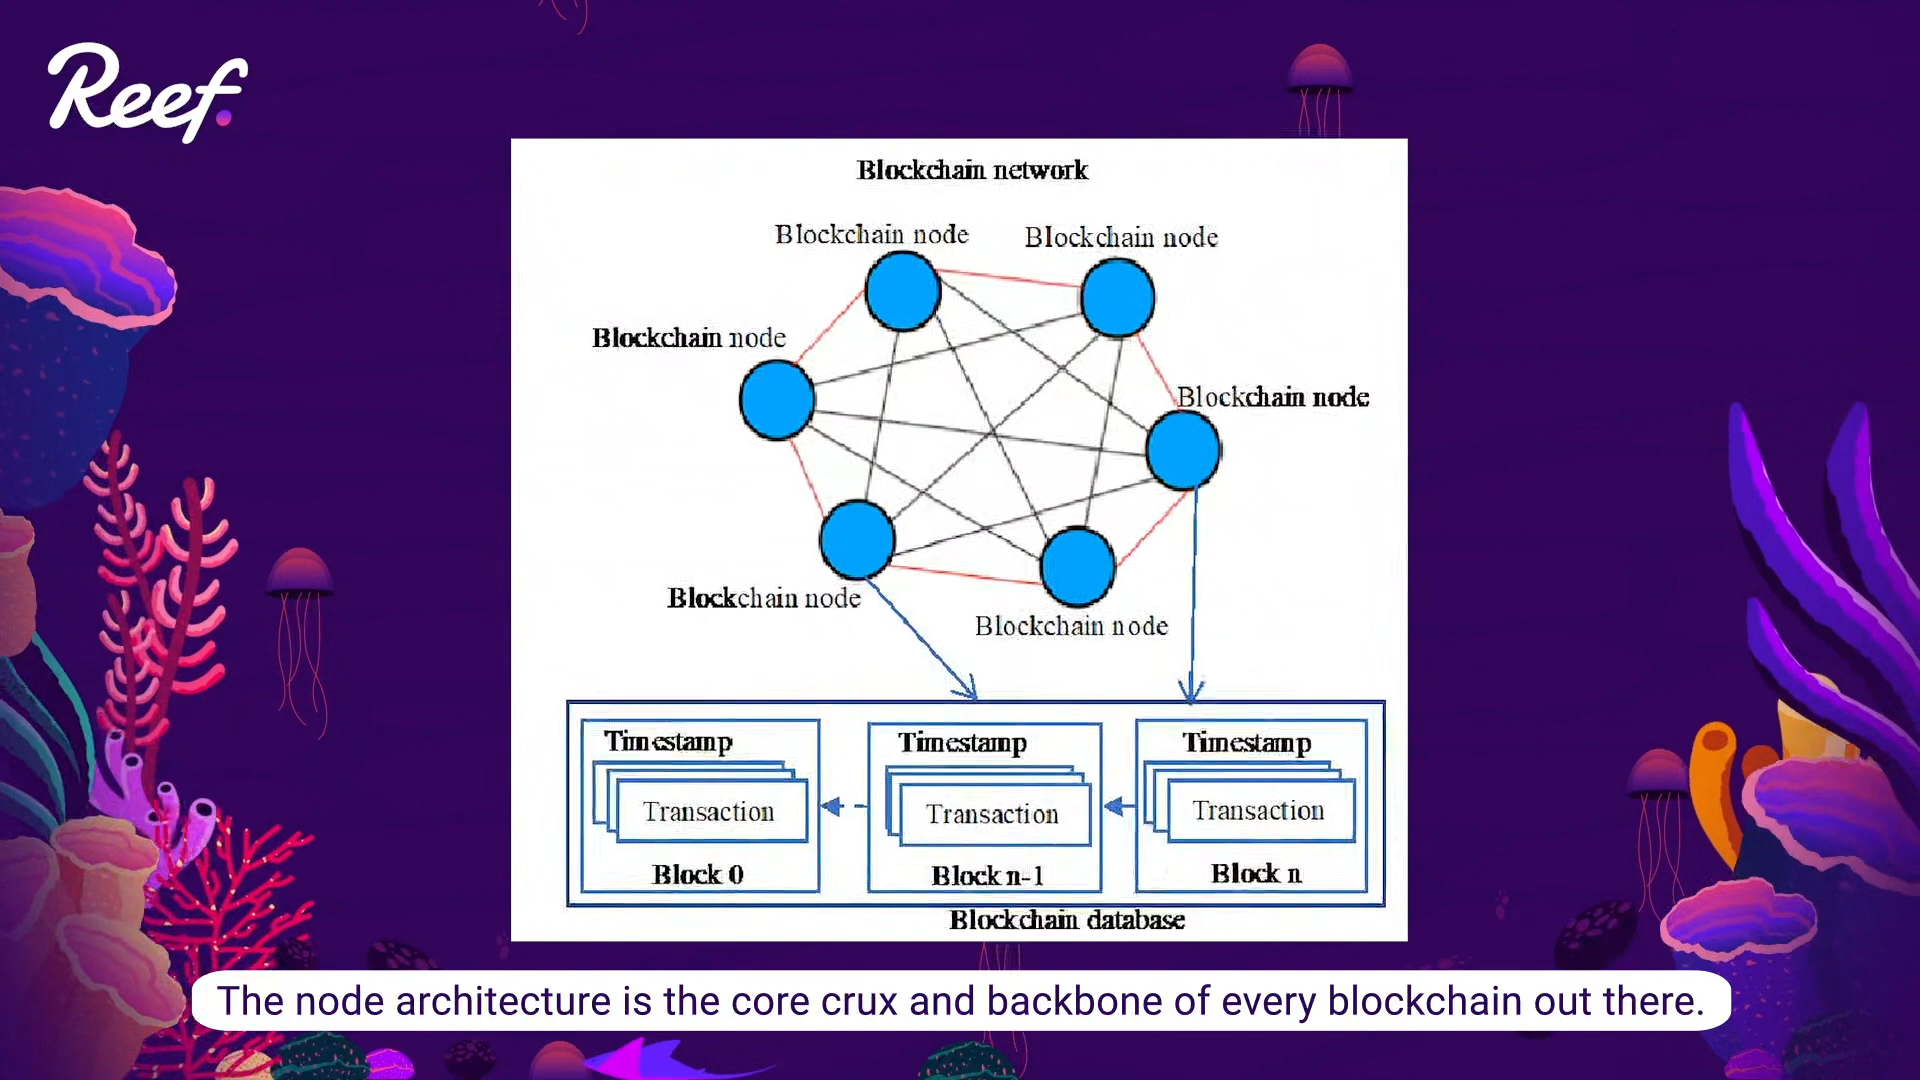 Reef.
Blockchain network
Blockchain node
Blockchain node
Blockchain node
Blockchain node
Blockchain node
Blockchain node
Timestamp
Timestamp
Timestamp
Transaction
Transaction
Transaction
Block 0
Block n-1
Block n
Blockchain database
The node architecture is the core crux and backbone of every blockchain out there.